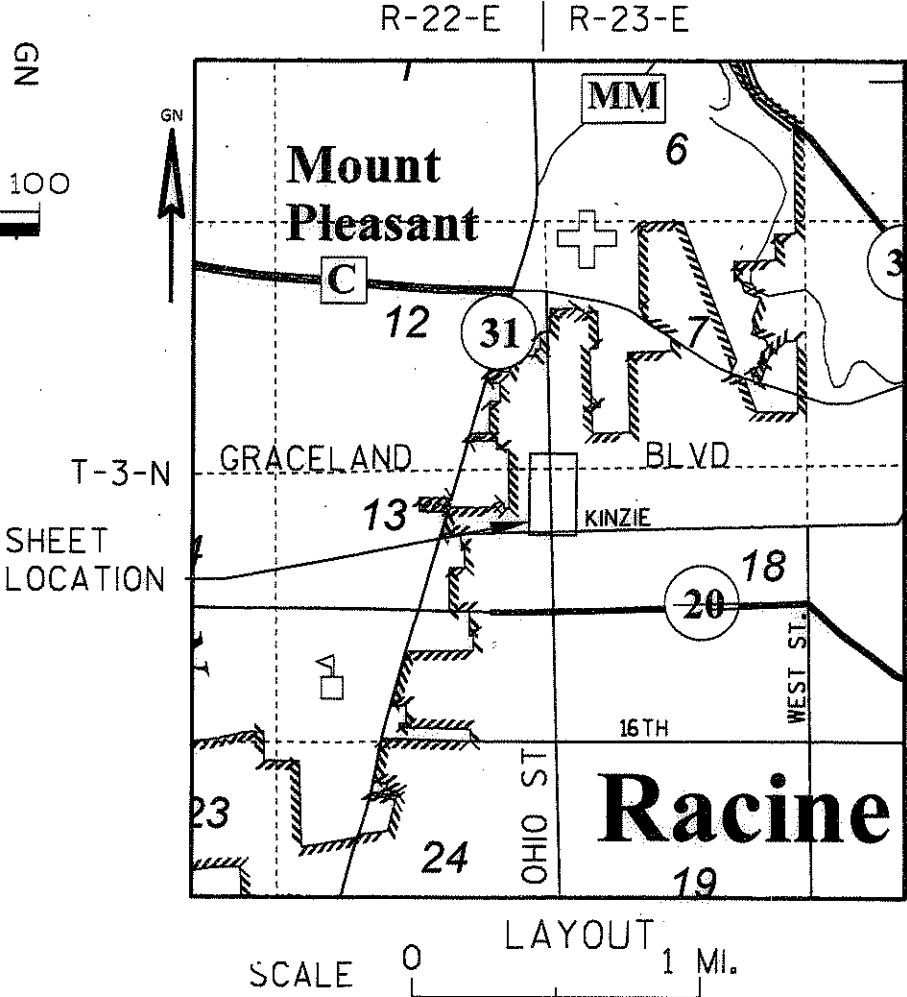 R-22-E R-23-E
GN
GN
100
MM
6
Mount
Pleasant
C
12
31
7
3
T-3-N
GRACELAND BLVD
13
KINZIE
SHEET
LOCATION
18
20
WEST ST.
16TH
OHIO ST
Racine
23
24
19
LAYOUT
SCALE 0 1 MI.